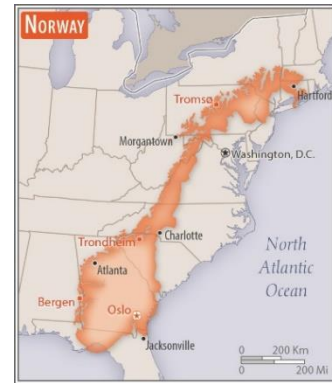 NORWAY
Tromsø
Hartford
Morgantown
Washington, D.C.
Trondheim
Charlotte
Atlanta
North
Atlantic
Ocean
Bergen
Oslo
Jacksonville
0 200 Km
0 200 Mi